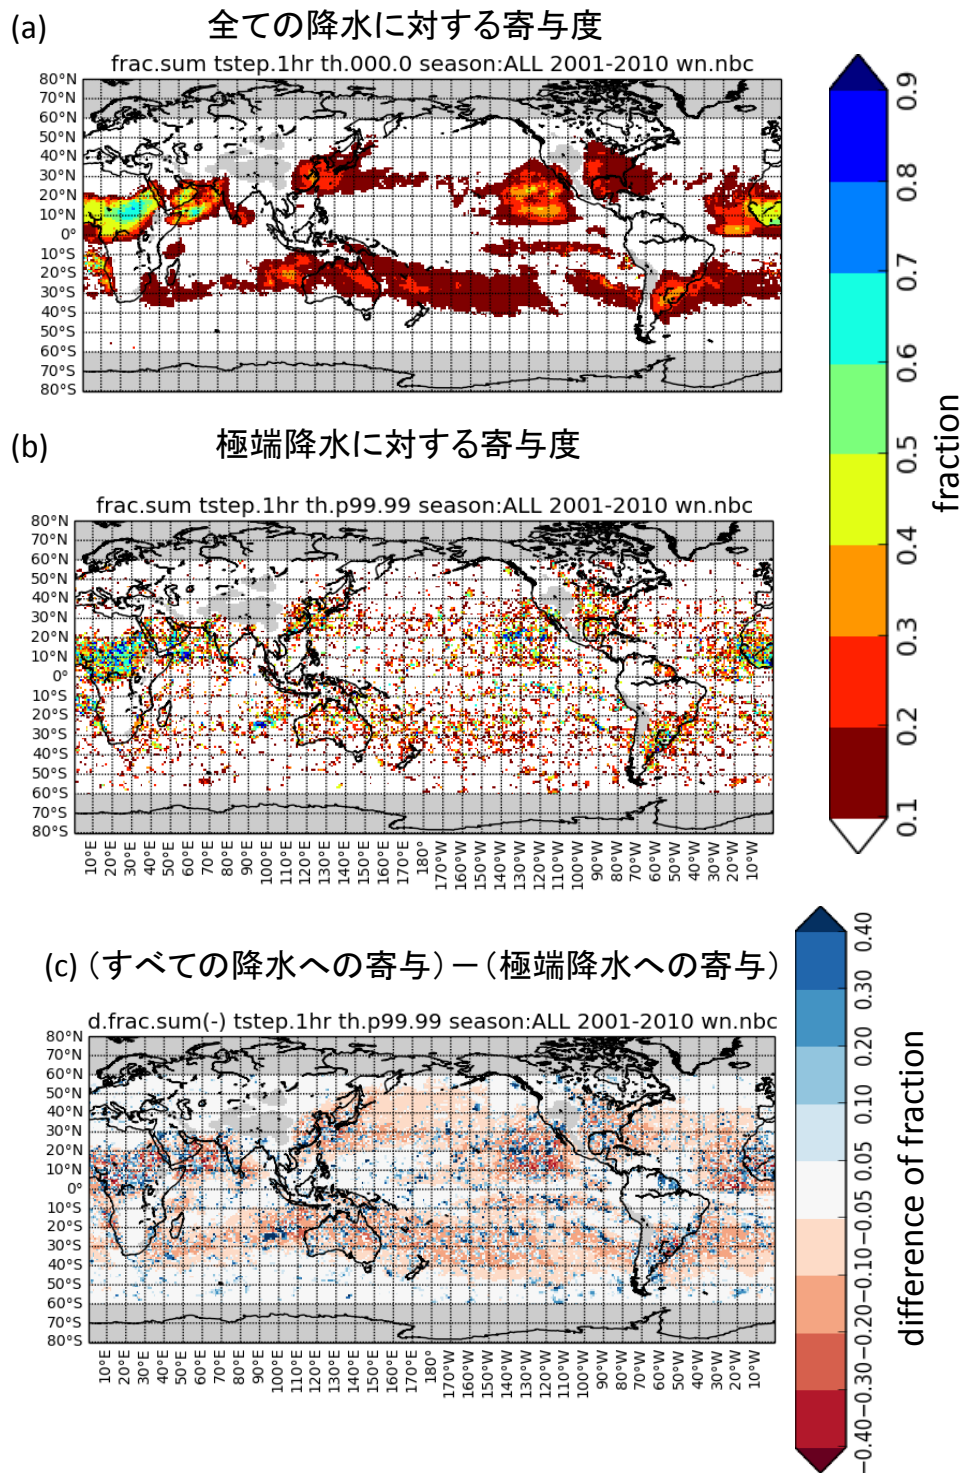 (a) 全ての降水に対する寄与度
frac.sum tstep.1hr th.000.0 season:ALL 2001-2010 wn.nbc
80°N
70°N
60°N
50°N
40°N
30°N
20°N
10°N
0°
10°S
20°S
30°S
40°S
50°S
60°S
70°S
80°S
(b) 極端降水に対する寄与度
frac.sum tstep.1hr th.p99.99 season:ALL 2001-2010 wn.nbc
80°N
70°N
60°N
50°N
40°N
30°N
20°N
10°N
0°
10°S
20°S
30°S
40°S
50°S
60°S
70°S
80°S
10°E 20°E 30°E 40°E 50°E 60°E 70°E 80°E 90°E 100°E 110°E 120°E 130°E 140°E 150°E 160°E 170°E 180° 170°W 160°W 150°W 140°W 130°W 120°W 110°W 100°W 90°W 80°W 70°W 60°W 50°W 40°W 30°W 20°W 10°W
0.9
0.8
0.7
0.6
0.5
0.4
0.3
0.2
0.1
fraction
(c) (すべての降水への寄与)ー(極端降水への寄与)
d.frac.sum(-) tstep.1hr th.p99.99 season:ALL 2001-2010 wn.nbc
80°N
70°N
60°N
50°N
40°N
30°N
20°N
10°N
0°
10°S
20°S
30°S
40°S
50°S
60°S
70°S
80°S
10°E 20°E 30°E 40°E 50°E 60°E 70°E 80°E 90°E 100°E 110°E 120°E 130°E 140°E 150°E 160°E 170°E 180° 170°W 160°W 150°W 140°W 130°W 120°W 110°W 100°W 90°W 80°W 70°W 60°W 50°W 40°W 30°W 20°W 10°W
0.40
0.30
0.20
0.10
0.05
−0.05
−0.10
−0.20
−0.30
−0.40
difference of fraction